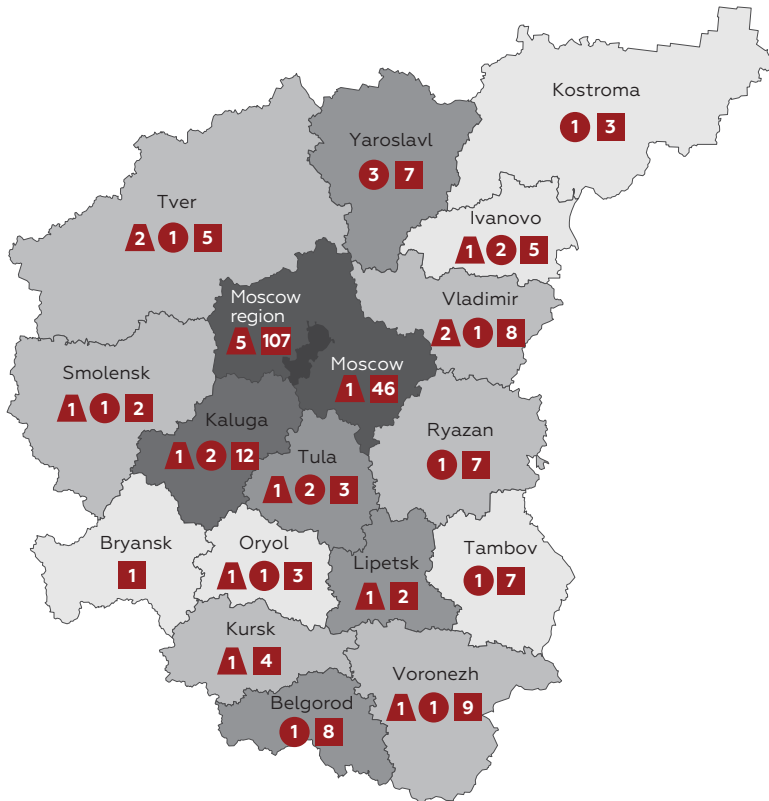 Kostroma
1 3
Yaroslavl
3 7
Tver
2 1 5
Ivanovo
1 2 5
Moscow
region
5 107
Vladimir
2 1 8
Moscow
1 46
Smolensk
1 1 2
Kaluga
1 2 12
Ryazan
1 7
Tula
1 2 3
Bryansk
1
Oryol
1 1 3
Lipetsk
1 2
Tambov
1 7
Kursk
1 4
Voronezh
1 1 9
Belgorod
1 8